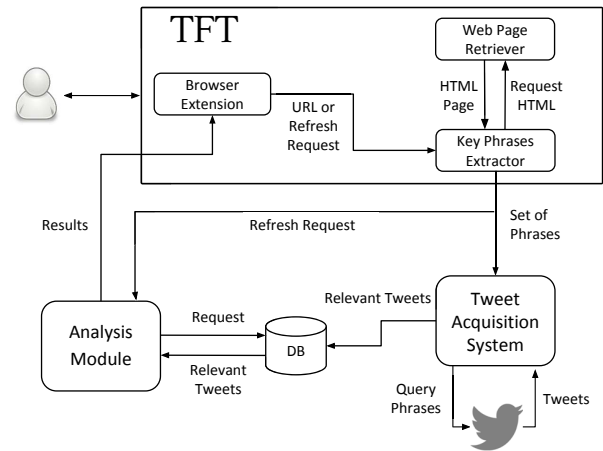 TFT
Web Page
Retriever
Browser
Extension
URL or
Refresh
Request
HTML
Page
Request
HTML
Key Phrases
Extractor
Results
Refresh Request
Set of
Phrases
Analysis
Module
Request
Relevant
Tweets
DB
Relevant Tweets
Tweet
Acquisition
System
Query
Phrases
Tweets